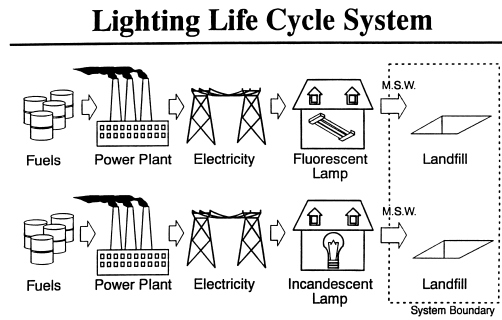 Lighting Life Cycle System
M.S.W.
Fuels Power Plant Electricity Fluorescent Lamp Landfill
M.S.W.
Fuels Power Plant Electricity Incandescent Lamp Landfill
System Boundary